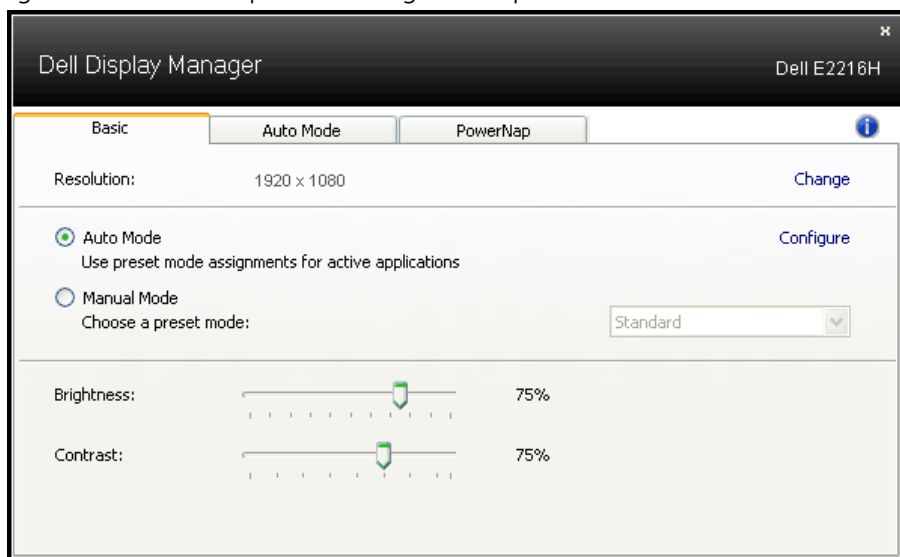 Dell Display Manager
Dell E2216H
Basic
Auto Mode
PowerNap
Resolution:
1920 x 1080
Change
Auto Mode
Configure
Use preset mode assignments for active applications
Manual Mode
Choose a preset mode:
Standard
Brightness:
75%
Contrast:
75%